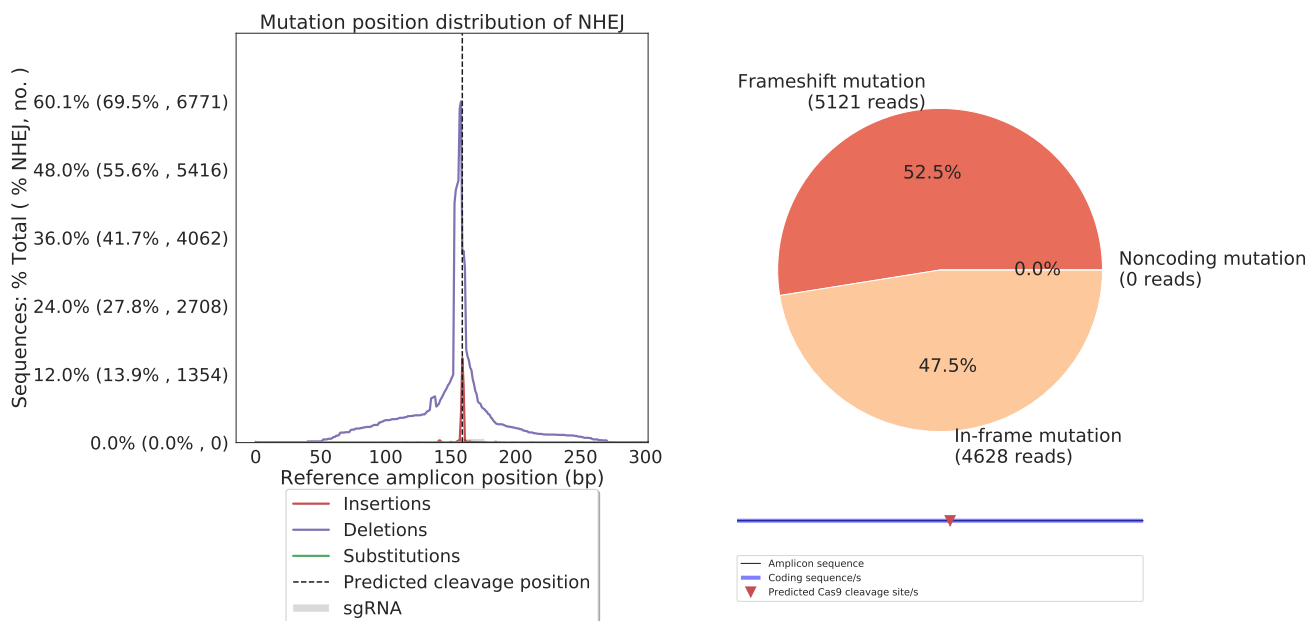 Mutation position distribution of NHEJ
Sequences: % Total ( % NHEJ, no. )
60.1% (69.5% , 6771)
48.0% (55.6% , 5416)
36.0% (41.7% , 4062)
24.0% (27.8% , 2708)
12.0% (13.9% , 1354)
0.0% (0.0% , 0)
0 50 100 150 200 250 300
Reference amplicon position (bp)
Insertions
Deletions
Substitutions
Predicted cleavage position
sgRNA
Frameshift mutation
(5121 reads)
52.5%
0.0%
Noncoding mutation
(0 reads)
47.5%
In-frame mutation
(4628 reads)
Amplicon sequence
Coding sequence/s
Predicted Cas9 cleavage site/s